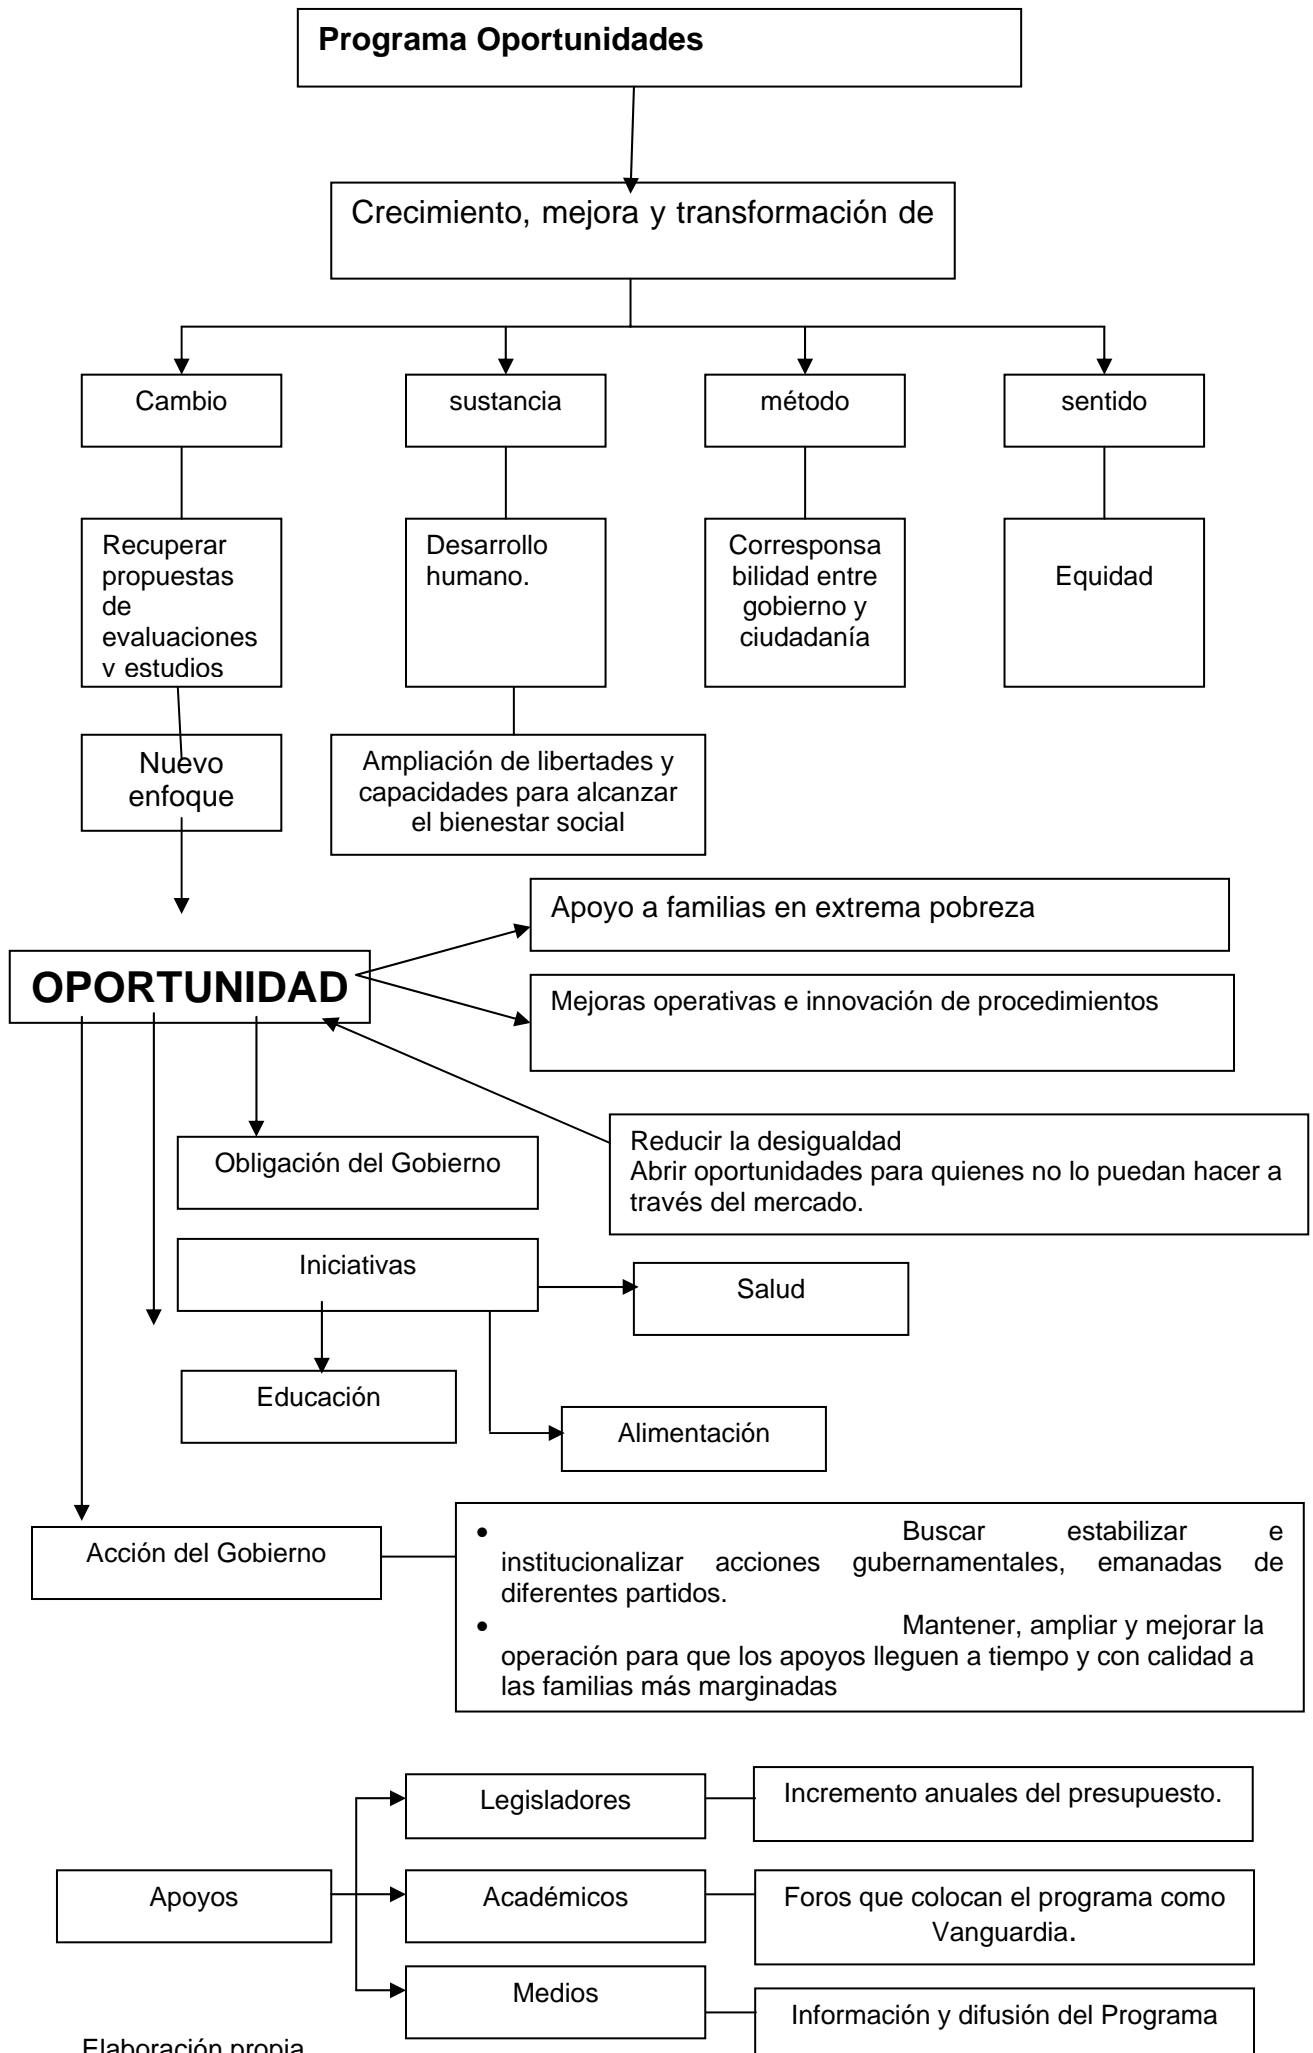 Programa Oportunidades
Crecimiento, mejora y transformación de
Cambio
sustancia
método
sentido
Recuperar
propuestas
de
evaluaciones
y estudios
Desarrollo
humano.
Corresponsa
bilidad entre
gobierno y
ciudadanía
Equidad
Nuevo
enfoque
Ampliación de libertades y
capacidades para alcanzar
el bienestar social
Apoyo a familias en extrema pobreza
OPORTUNIDAD
Mejoras operativas e innovación de procedimientos
Reducir la desigualdad
Abrir oportunidades para quienes no lo puedan hacer a
través del mercado.
Obligación del Gobierno
Iniciativas
Salud
Educación
Alimentación
Acción del Gobierno
• Buscar estabilizar e
institucionalizar acciones gubernamentales, emanadas de
diferentes partidos.
• Mantener, ampliar y mejorar la
operación para que los apoyos lleguen a tiempo y con calidad a
las familias más marginadas
Legisladores
Incremento anuales del presupuesto.
Apoyos
Académicos
Foros que colocan el programa como
Vanguardia.
Medios
Información y difusión del Programa
Elaboración propia